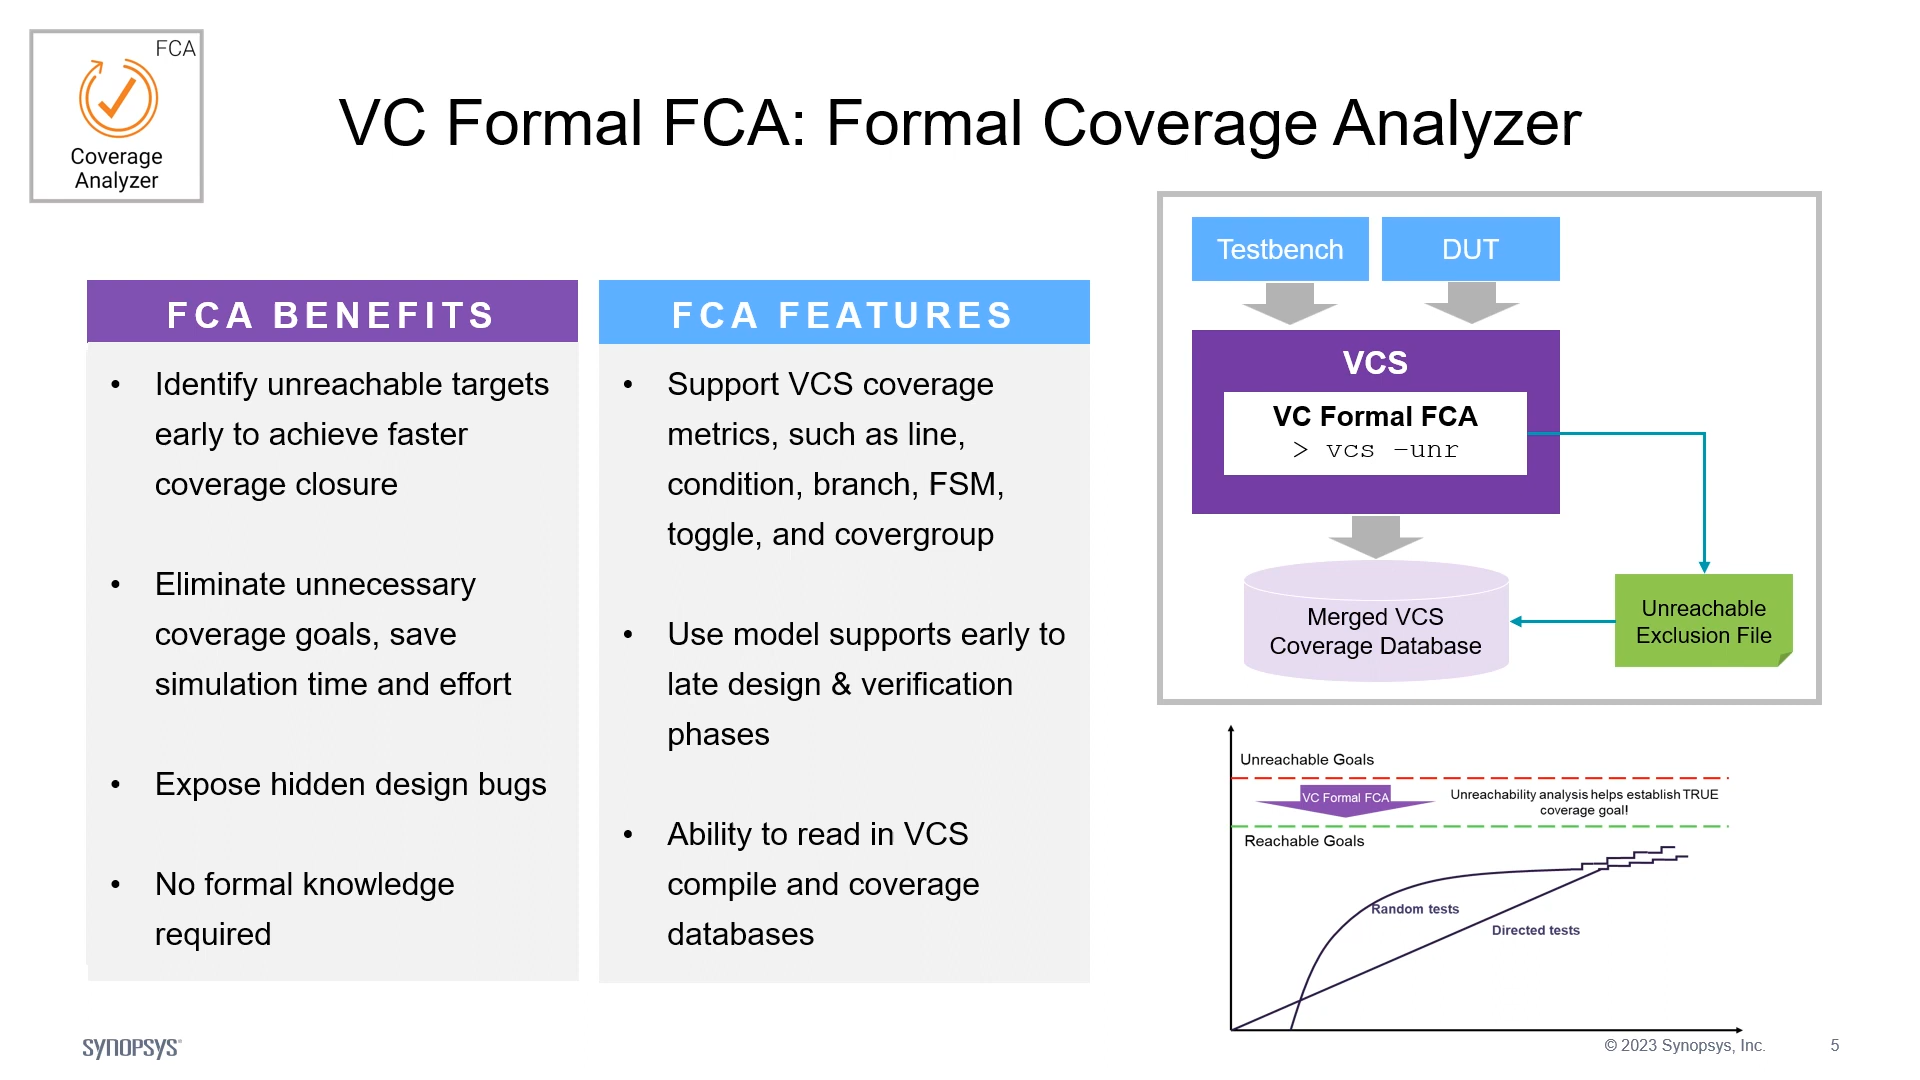 FCA
Coverage
Analyzer
VC Formal FCA: Formal Coverage Analyzer
FCA BENEFITS
• Identify unreachable targets
early to achieve faster
coverage closure
• Eliminate unnecessary
coverage goals, save
simulation time and effort
• Expose hidden design bugs
• No formal knowledge
required
FCA FEATURES
• Support VCS coverage
metrics, such as line,
condition, branch, FSM,
toggle, and covergroup
• Use model supports early to
late design & verification
phases
• Ability to read in VCS
compile and coverage
databases
Testbench
DUT
VCS
VC Formal FCA
> vcs –unr
Merged VCS
Coverage Database
Unreachable
Exclusion File
Unreachable Goals
VC Formal FCA
Unreachability analysis helps establish TRUE
coverage goal!
Reachable Goals
Random tests
Directed tests
SYNOPSYS®
© 2023 Synopsys, Inc.
5